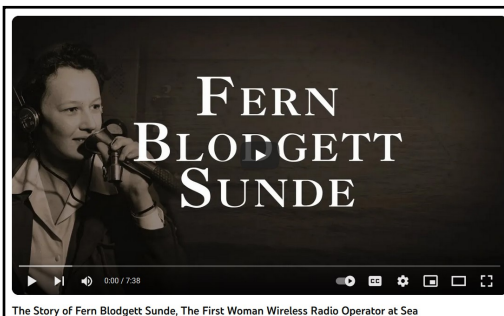 FERN
BLODGETT
SUNDE
0:00 / 7:38
CC
The Story of Fern Blodgett Sunde, The First Woman Wireless Radio Operator at Sea